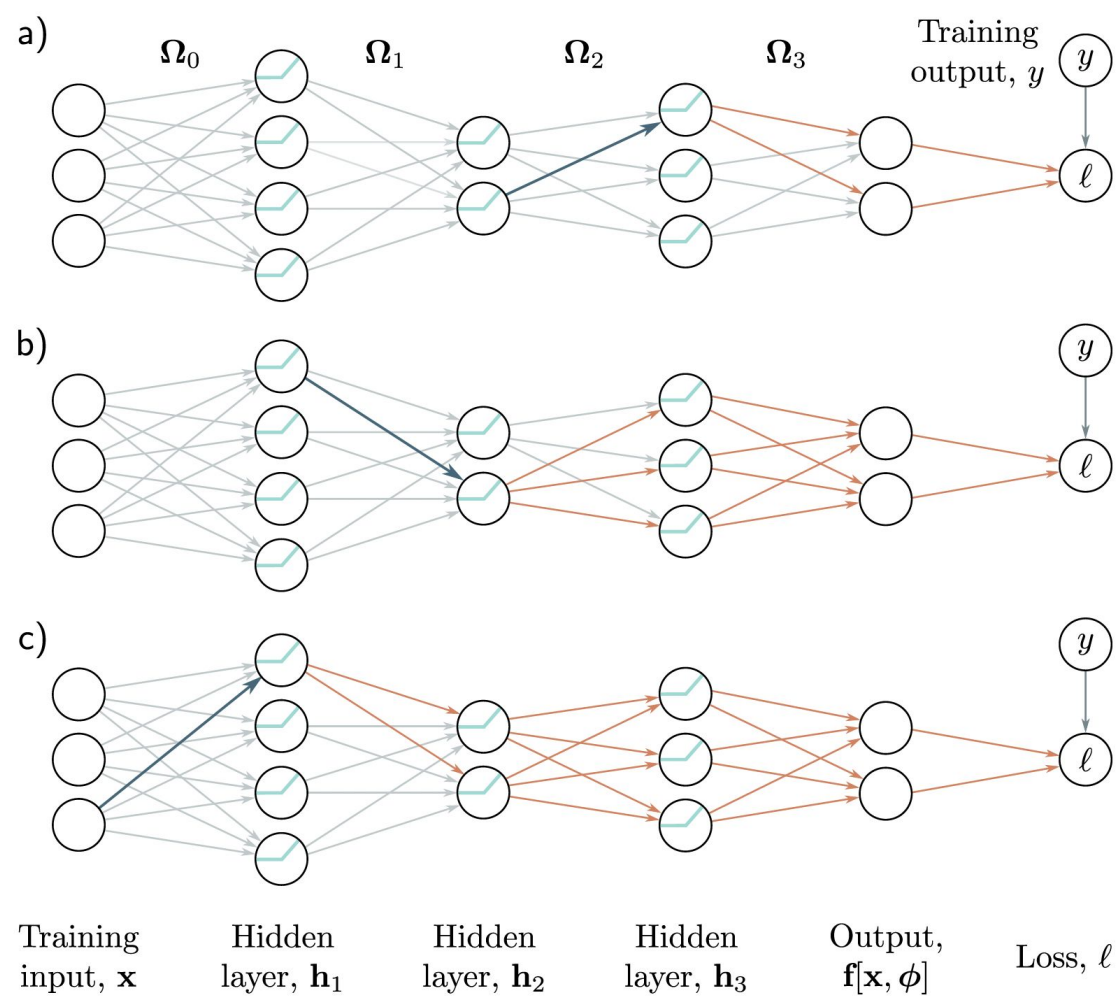 a)
Ω₀ Ω₁ Ω₂ Ω₃
Training
output, y
y
ℓ
b)
y
ℓ
c)
y
ℓ
Training
input, x
Hidden
layer, h₁
Hidden
layer, h₂
Hidden
layer, h₃
Output,
f[x, ϕ]
Loss, ℓ